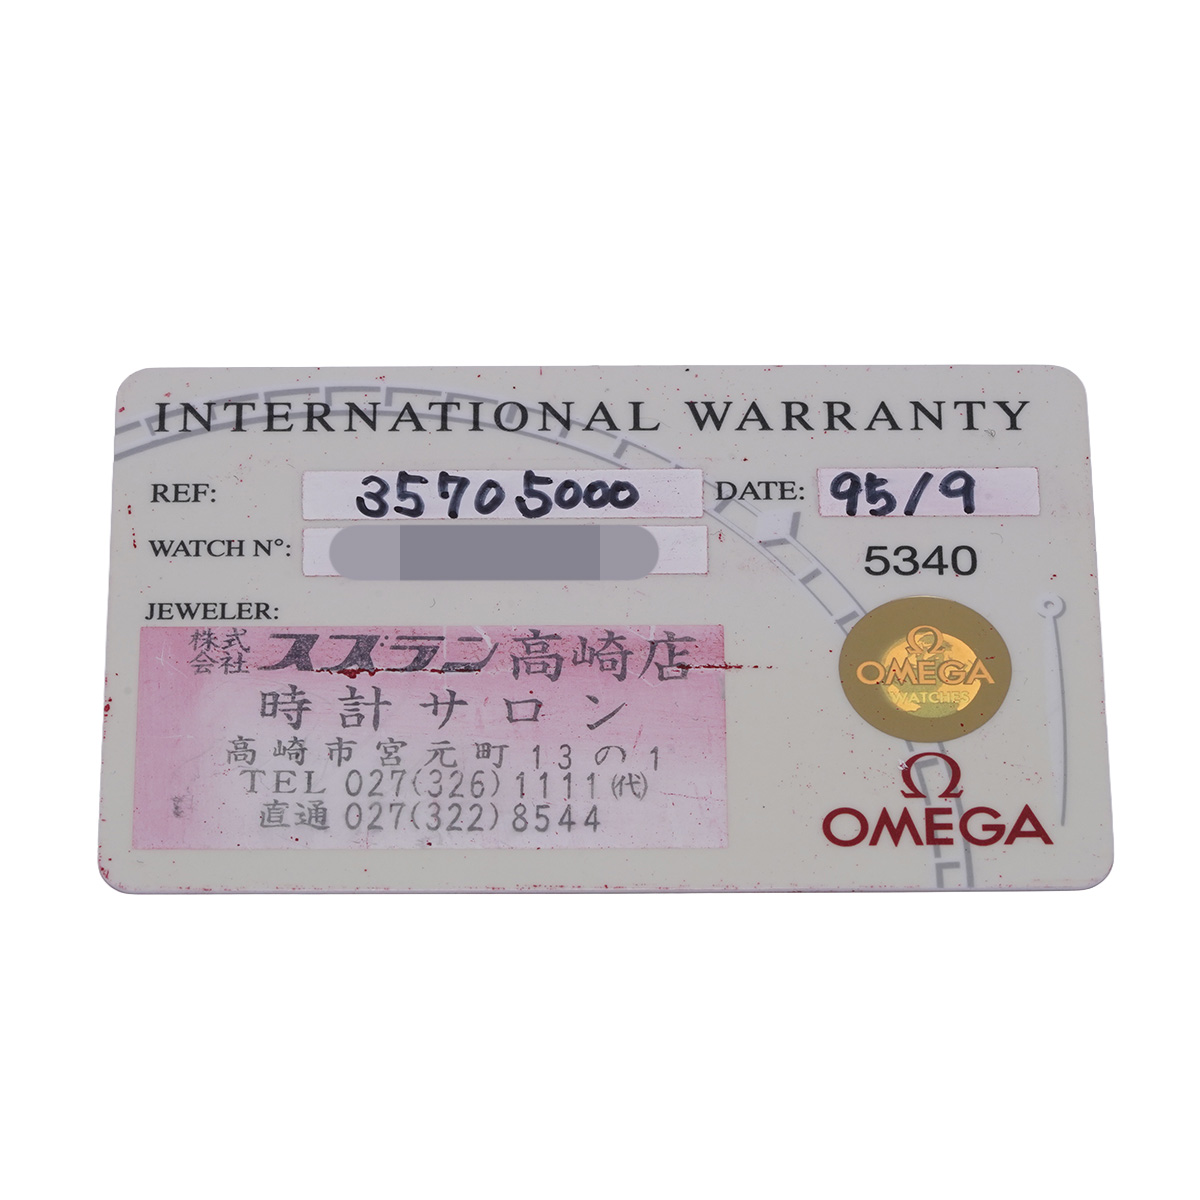 INTERNATIONAL WARRANTY
REF: 35705000 DATE: 95/9
WATCH N°:
5340
JEWELER:
株式会社 スズラン高崎店
時計サロン
高崎市宮元町13の1
TEL 027(326)1111(代)
直通 027(322)8544
OMEGA
WATCHES
Ω
OMEGA